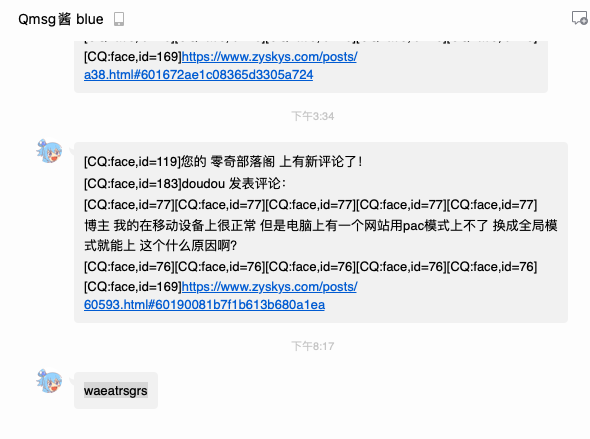 Qmsg酱 blue
[CQ:face,id=169]https://www.zyskys.com/posts/
a38.html#601672ae1c08365d3305a724
下午3:34
[CQ:face,id=119]您的 零奇部落阁 上有新评论了！
[CQ:face,id=183]doudou 发表评论：
[CQ:face,id=77][CQ:face,id=77][CQ:face,id=77][CQ:face,id=77][CQ:face,id=77]
博主 我的在移动设备上很正常 但是电脑上有一个网站用pac模式上不了 换成全局模
式就能上 这个什么原因啊?
[CQ:face,id=76][CQ:face,id=76][CQ:face,id=76][CQ:face,id=76][CQ:face,id=76]
[CQ:face,id=169]https://www.zyskys.com/posts/
60593.html#60190081b7f1b613b680a1ea
下午8:17
waeatrsgrs